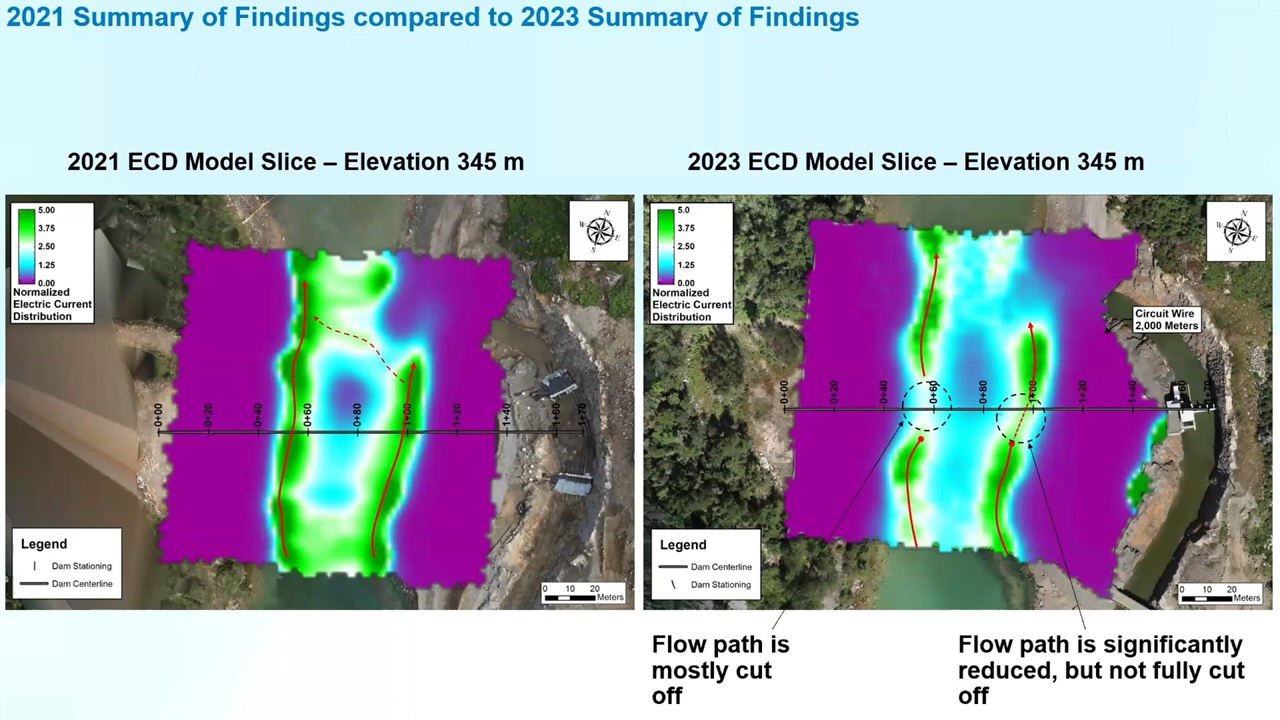 2021 Summary of Findings compared to 2023 Summary of Findings
2021 ECD Model Slice – Elevation 345 m
2023 ECD Model Slice – Elevation 345 m
5.00
3.75
2.50
1.25
0.00
Normalized
Electric Current
Distribution
N
W
E
S
0+00
0+20
0+40
0+60
0+80
1+00
1+20
1+40
1+70
Legend
Dam Stationing
Dam Centerline
0 10 20
Meters
5.0
3.75
2.50
1.25
0.00
Normalized
Electric Current
Distribution
N
W
E
S
Circuit Wire
2,000 Meters
0+00
0+20
0+40
0+60
0+80
1+00
1+20
1+40
Legend
Dam Centerline
Dam Stationing
0 10 20
Meters
Flow path is
mostly cut
off
Flow path is significantly
reduced, but not fully cut
off